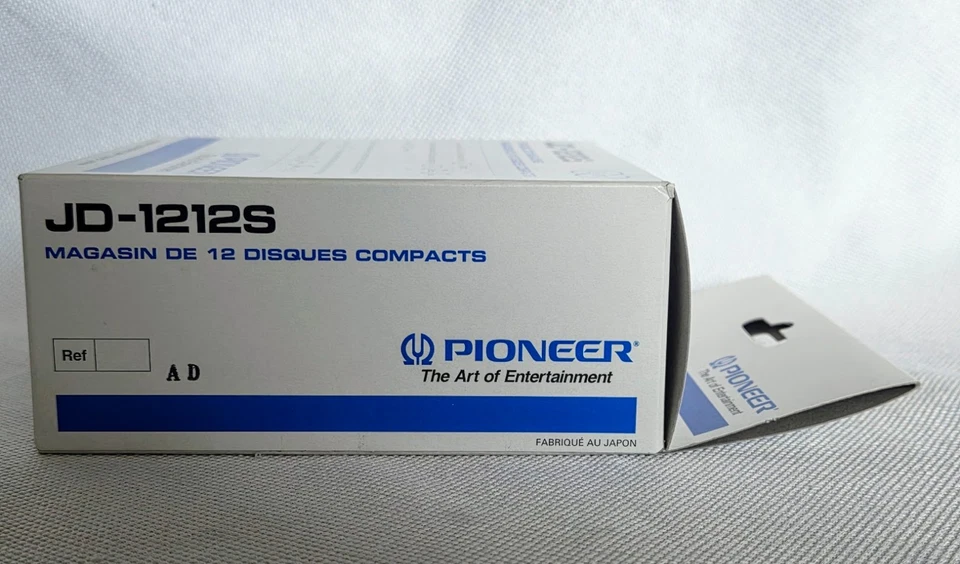 JD-1212S
MAGASIN DE 12 DISQUES COMPACTS
Ref
AD
PIONEER®
The Art of Entertainment
FABRIQUÉ AU JAPON
PIONEER
The Art of Entertainment